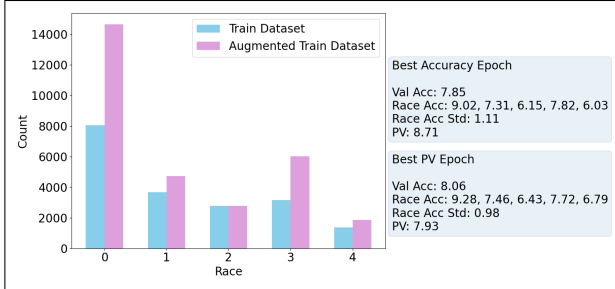 14000
12000
10000
8000
6000
4000
2000
0
Count
Train Dataset
Augmented Train Dataset
0 1 2 3 4
Race
Best Accuracy Epoch
Val Acc: 7.85
Race Acc: 9.02, 7.31, 6.15, 7.82, 6.03
Race Acc Std: 1.11
PV: 8.71
Best PV Epoch
Val Acc: 8.06
Race Acc: 9.28, 7.46, 6.43, 7.72, 6.79
Race Acc Std: 0.98
PV: 7.93